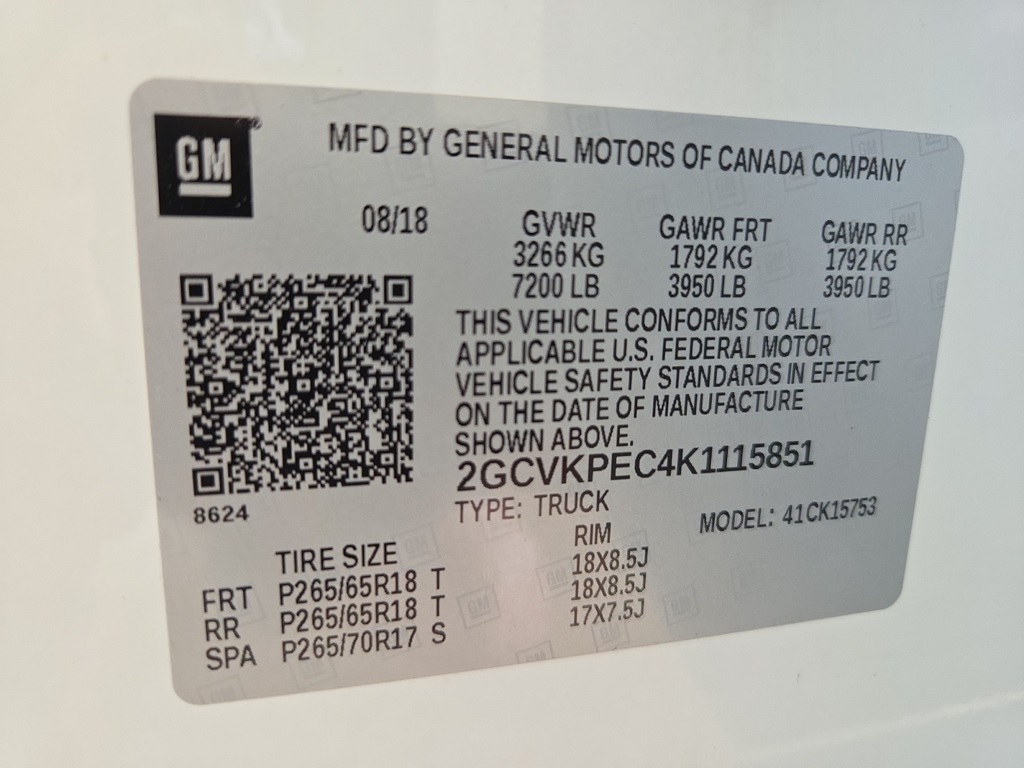 GM
MFD BY GENERAL MOTORS OF CANADA COMPANY
08/18 GVWR GAWR FRT GAWR RR
3266 KG 1792 KG 1792 KG
7200 LB 3950 LB 3950 LB
THIS VEHICLE CONFORMS TO ALL
APPLICABLE U.S. FEDERAL MOTOR
VEHICLE SAFETY STANDARDS IN EFFECT
ON THE DATE OF MANUFACTURE
SHOWN ABOVE.
2GCVKPEC4K1115851
8624
TYPE: TRUCK MODEL: 41CK15753
TIRE SIZE RIM
FRT P265/65R18 T 18X8.5J
RR P265/65R18 T 18X8.5J
SPA P265/70R17 S 17X7.5J